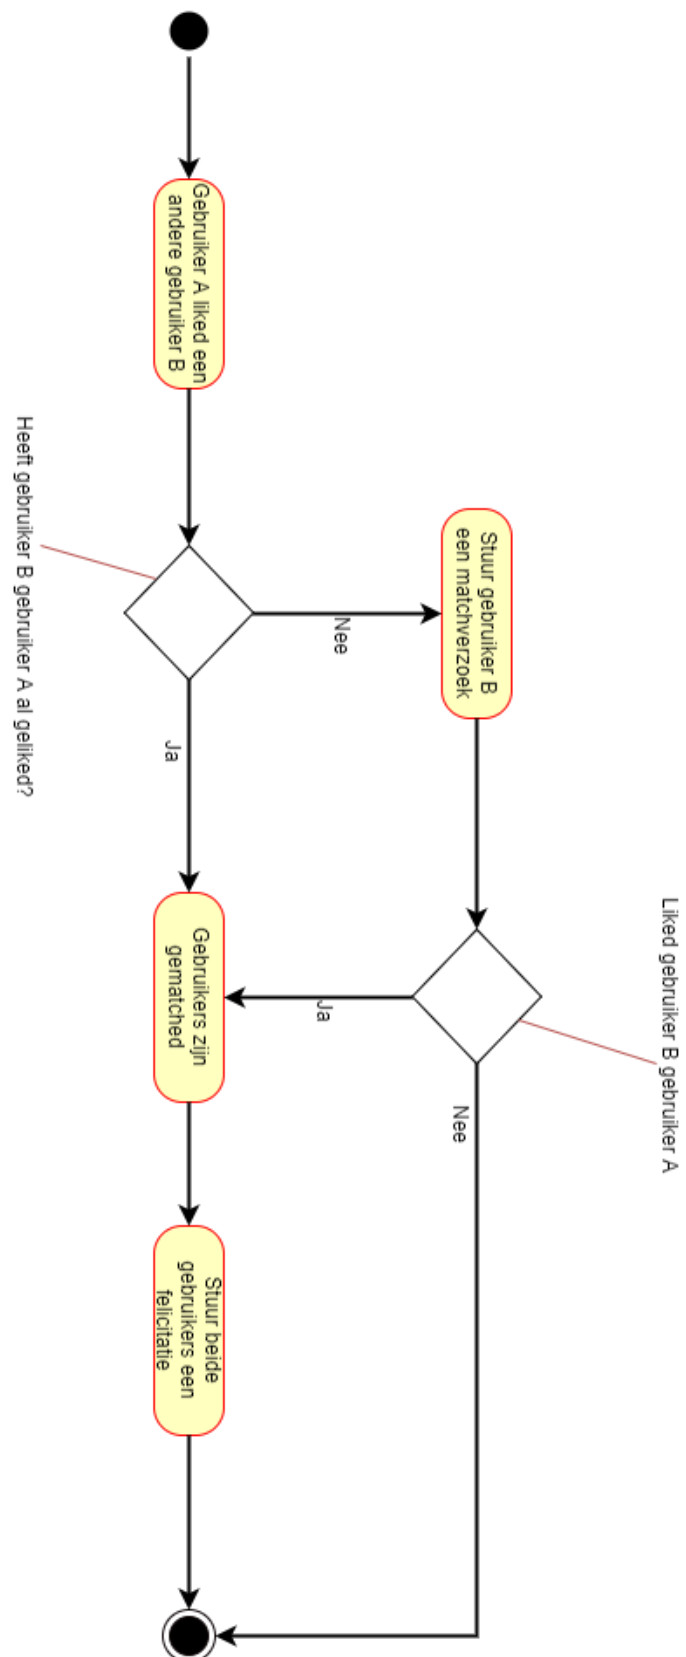 Gebruiker A liked een
andere gebruiker B
Heeft gebruiker B gebruiker A al geliked?
Nee
Stuur gebruiker B
een matchverzoek
Ja
Liked gebruiker B gebruiker A
Ja
Nee
Gebruikers zijn
gematched
Stuur beide
gebruikers een
felicitatie